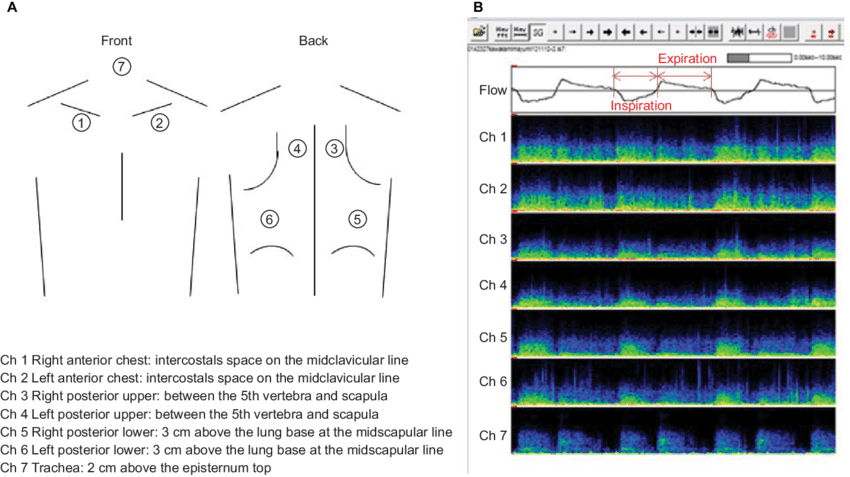 A
Front
Back
7
1
2
4
3
6
5
Ch 1 Right anterior chest: intercostals space on the midclavicular line
Ch 2 Left anterior chest: intercostals space on the midclavicular line
Ch 3 Right posterior upper: between the 5th vertebra and scapula
Ch 4 Left posterior upper: between the 5th vertebra and scapula
Ch 5 Right posterior lower: 3 cm above the lung base at the midscapular line
Ch 6 Left posterior lower: 3 cm above the lung base at the midscapular line
Ch 7 Trachea: 2 cm above the episternum top
B
SG
0.00sec--10.00sec
Expiration
Flow
Inspiration
Ch 1
Ch 2
Ch 3
Ch 4
Ch 5
Ch 6
Ch 7